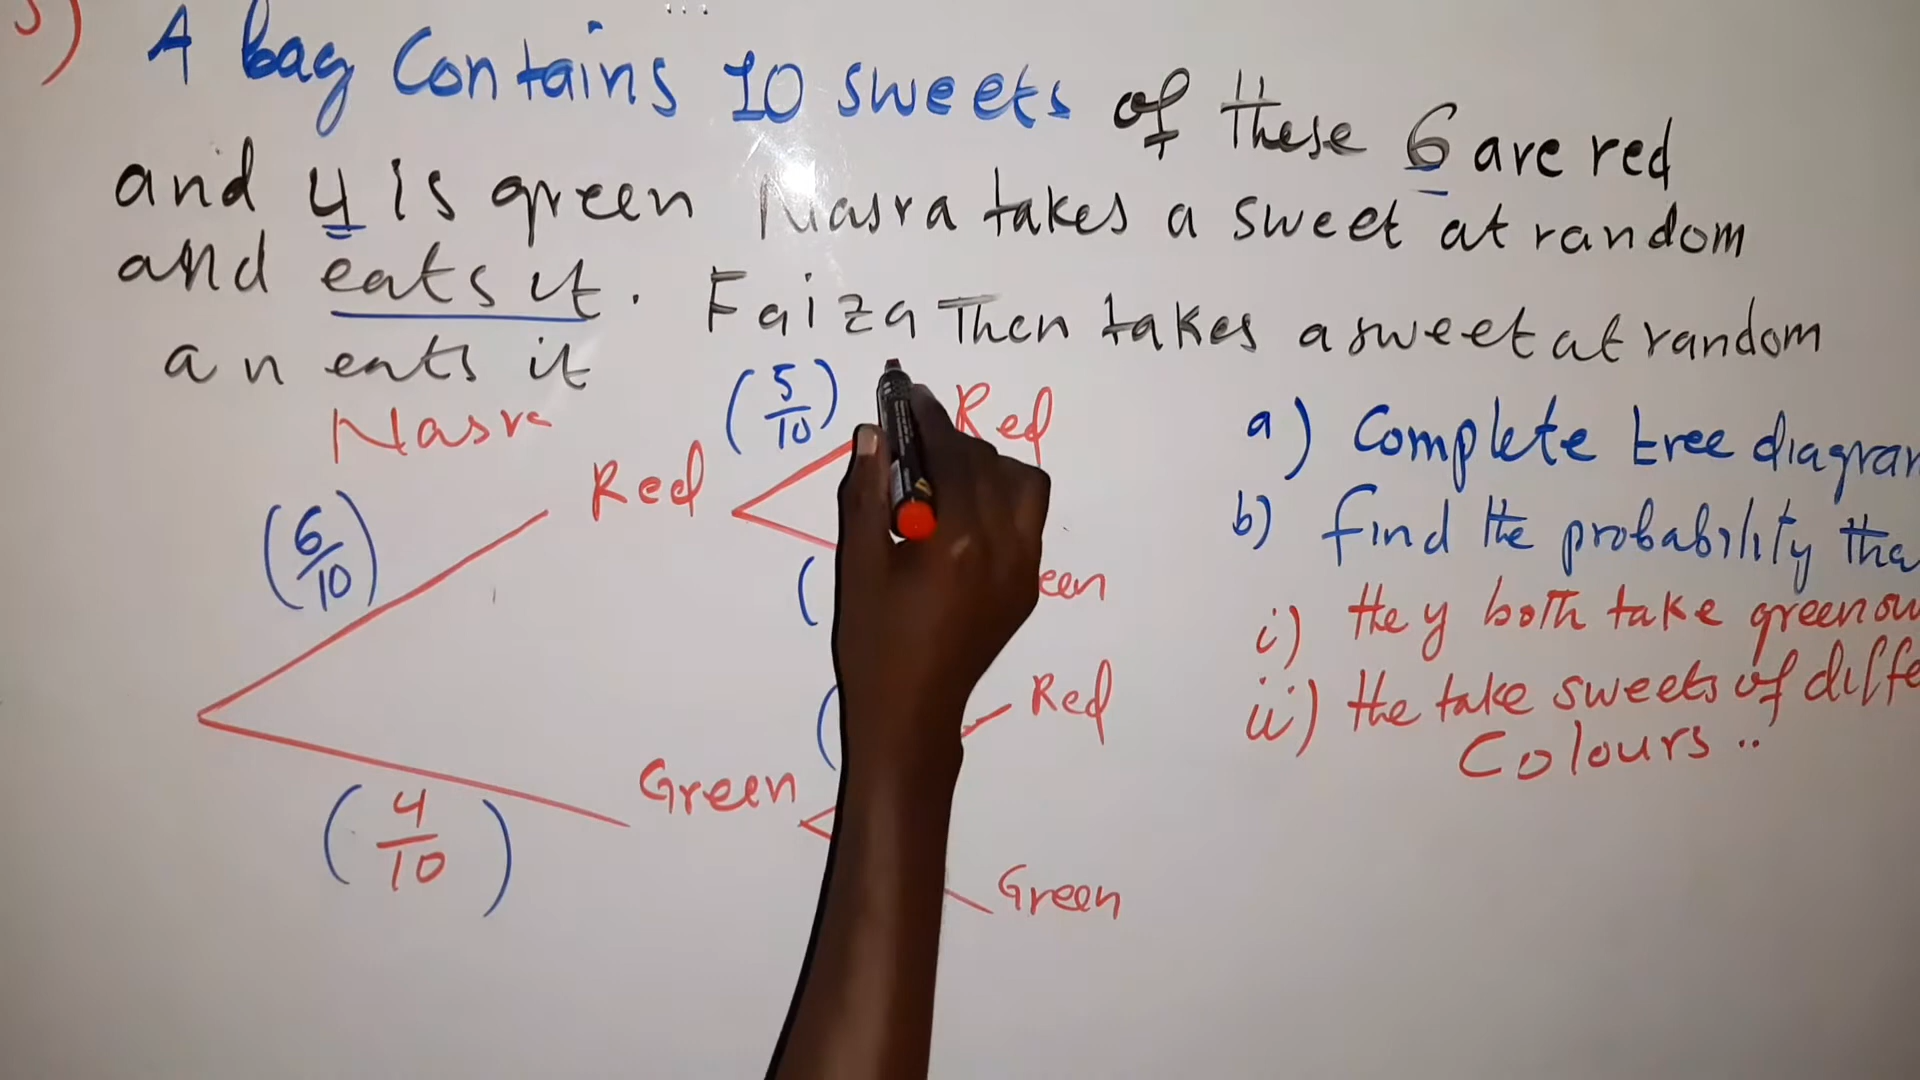 A bag Contains 10 sweets of these 6 are red
and 4 is green Nasra takes a sweet at random
and eats it. Faiza Then takes a sweet at random
an eats it
Nasra
(5/10)
Red
Red
(6/10)
een
Red
Green
(4/10)
Green
a) Complete tree diagram
b) find the probability tha
i) they both take green
ii) the take sweets of diffe
Colours ..